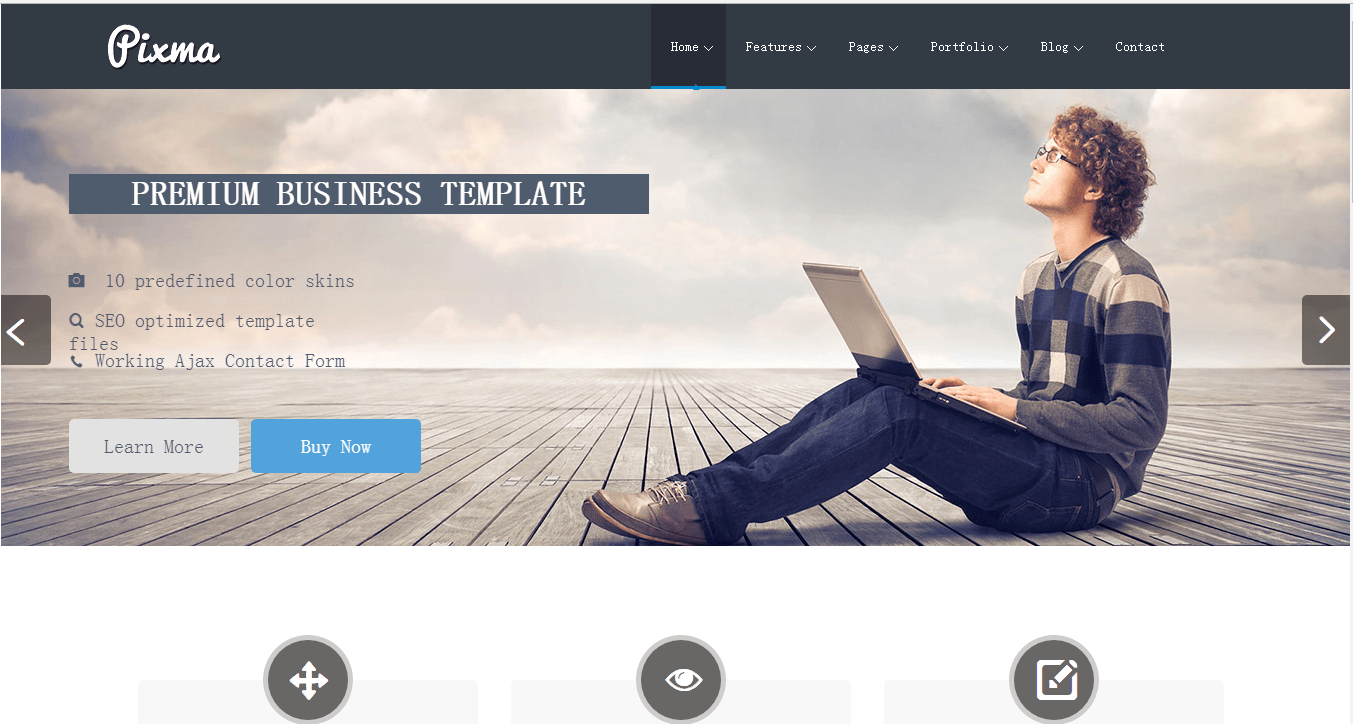 Pixma
Home
Features
Pages
Portfolio
Blog
Contact
PREMIUM BUSINESS TEMPLATE
10 predefined color skins
SEO optimized template
files
Working Ajax Contact Form
Learn More
Buy Now